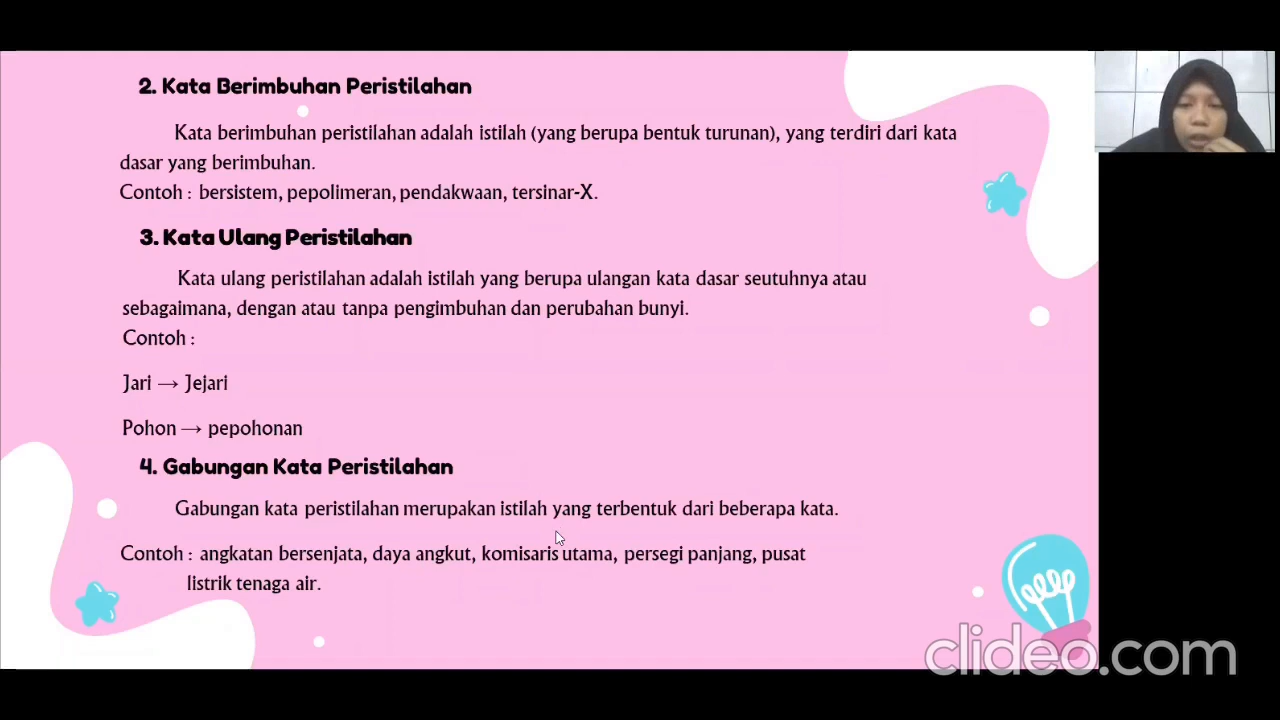 2. Kata Berimbuhan Peristilahan
Kata berimbuhan peristilahan adalah istilah (yang berupa bentuk turunan), yang terdiri dari kata
dasar yang berimbuhan.
Contoh : bersistem, pepolimeran, pendakwaan, tersinar-X.
3. Kata Ulang Peristilahan
Kata ulang peristilahan adalah istilah yang berupa ulangan kata dasar seutuhnya atau
sebagaimana, dengan atau tanpa pengimbuhan dan perubahan bunyi.
Contoh :
Jari → Jejari
Pohon → pepohonan
4. Gabungan Kata Peristilahan
Gabungan kata peristilahan merupakan istilah yang terbentuk dari beberapa kata.
Contoh : angkatan bersenjata, daya angkut, komisaris utama, persegi panjang, pusat
listrik tenaga air.
clideo.com